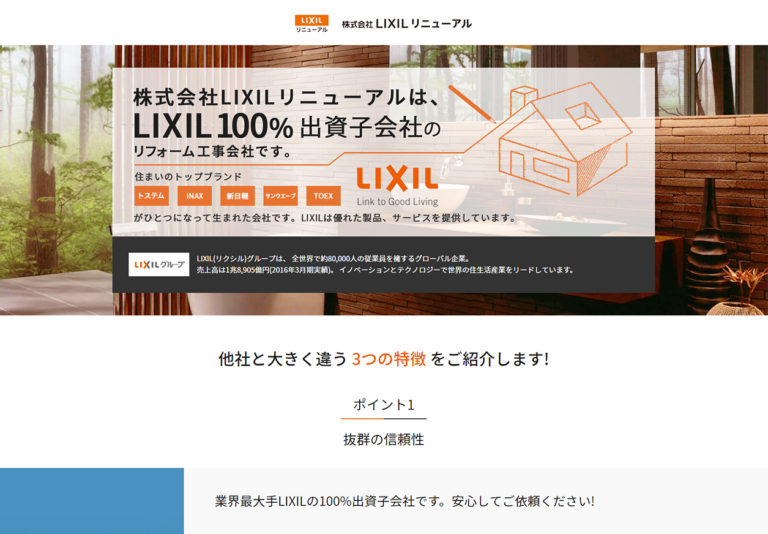 LIXIL
リニューアル
株式会社 LIXIL リニューアル
株式会社LIXILリニューアルは、
LIXIL 100% 出資子会社の
リフォーム工事会社です。
住まいのトップブランド
トステム INAX 新日軽 サンウエーブ TOEX
LIXIL
Link to Good Living
がひとつになって生まれた会社です。LIXILは優れた製品、サービスを提供しています。
LIXILグループ
LIXIL(リクシル)グループは、 全世界で約80,000人の従業員を擁するグローバル企業。
売上高は1兆8,905億円(2016年3月期実績)。 イノベーションとテクノロジーで世界の住生活産業をリードしています。
他社と大きく違う 3つの特徴 をご紹介します!
ポイント1
抜群の信頼性
業界最大手LIXILの100%出資子会社です。安心してご依頼ください!